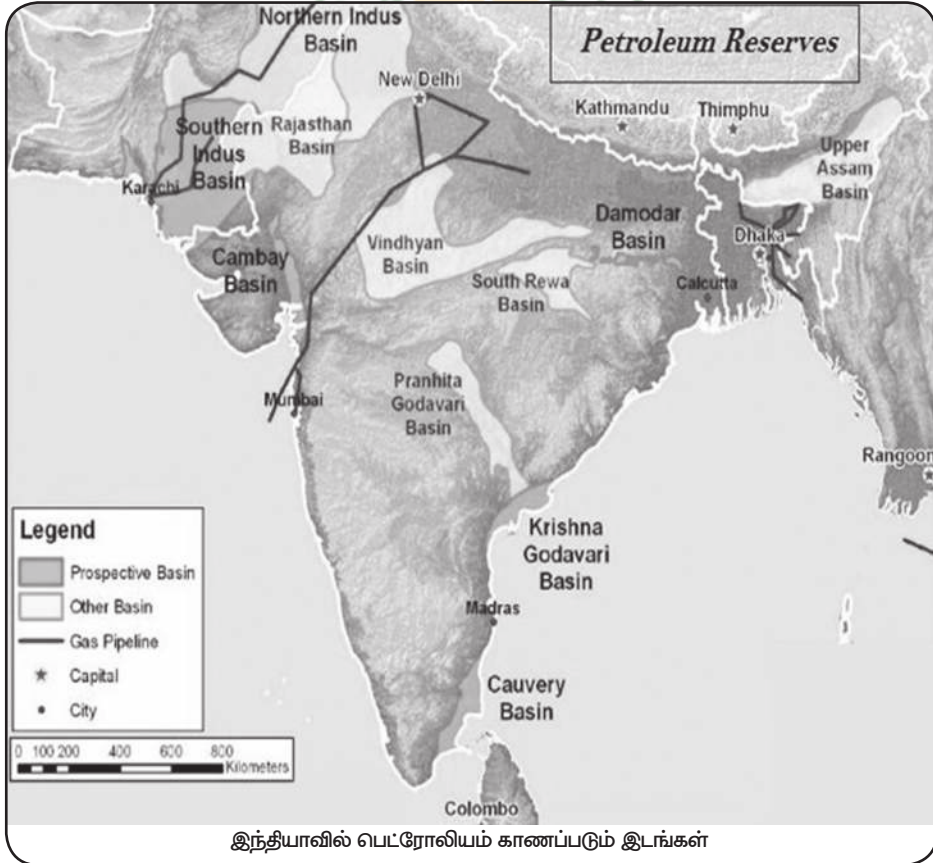 Northern Indus
Basin
Petroleum Reserves
New Delhi
Kathmandu
Thimphu
Southern
Indus
Basin
Rajasthan
Basin
Upper
Assam
Basin
Karachi
Damodar
Basin
Dhaka
Cambay
Basin
Vindhyan
Basin
South Rewa
Basin
Calcutta
Pranhita
Godavari
Basin
Mumbai
Rangoon
Krishna
Godavari
Basin
Madras
Cauvery
Basin
Colombo
Legend
Prospective Basin
Other Basin
Gas Pipeline
Capital
City
0 100 200 400 600 800
Kilometers
இந்தியாவில் பெட்ரோலியம் காணப்படும் இடங்கள்